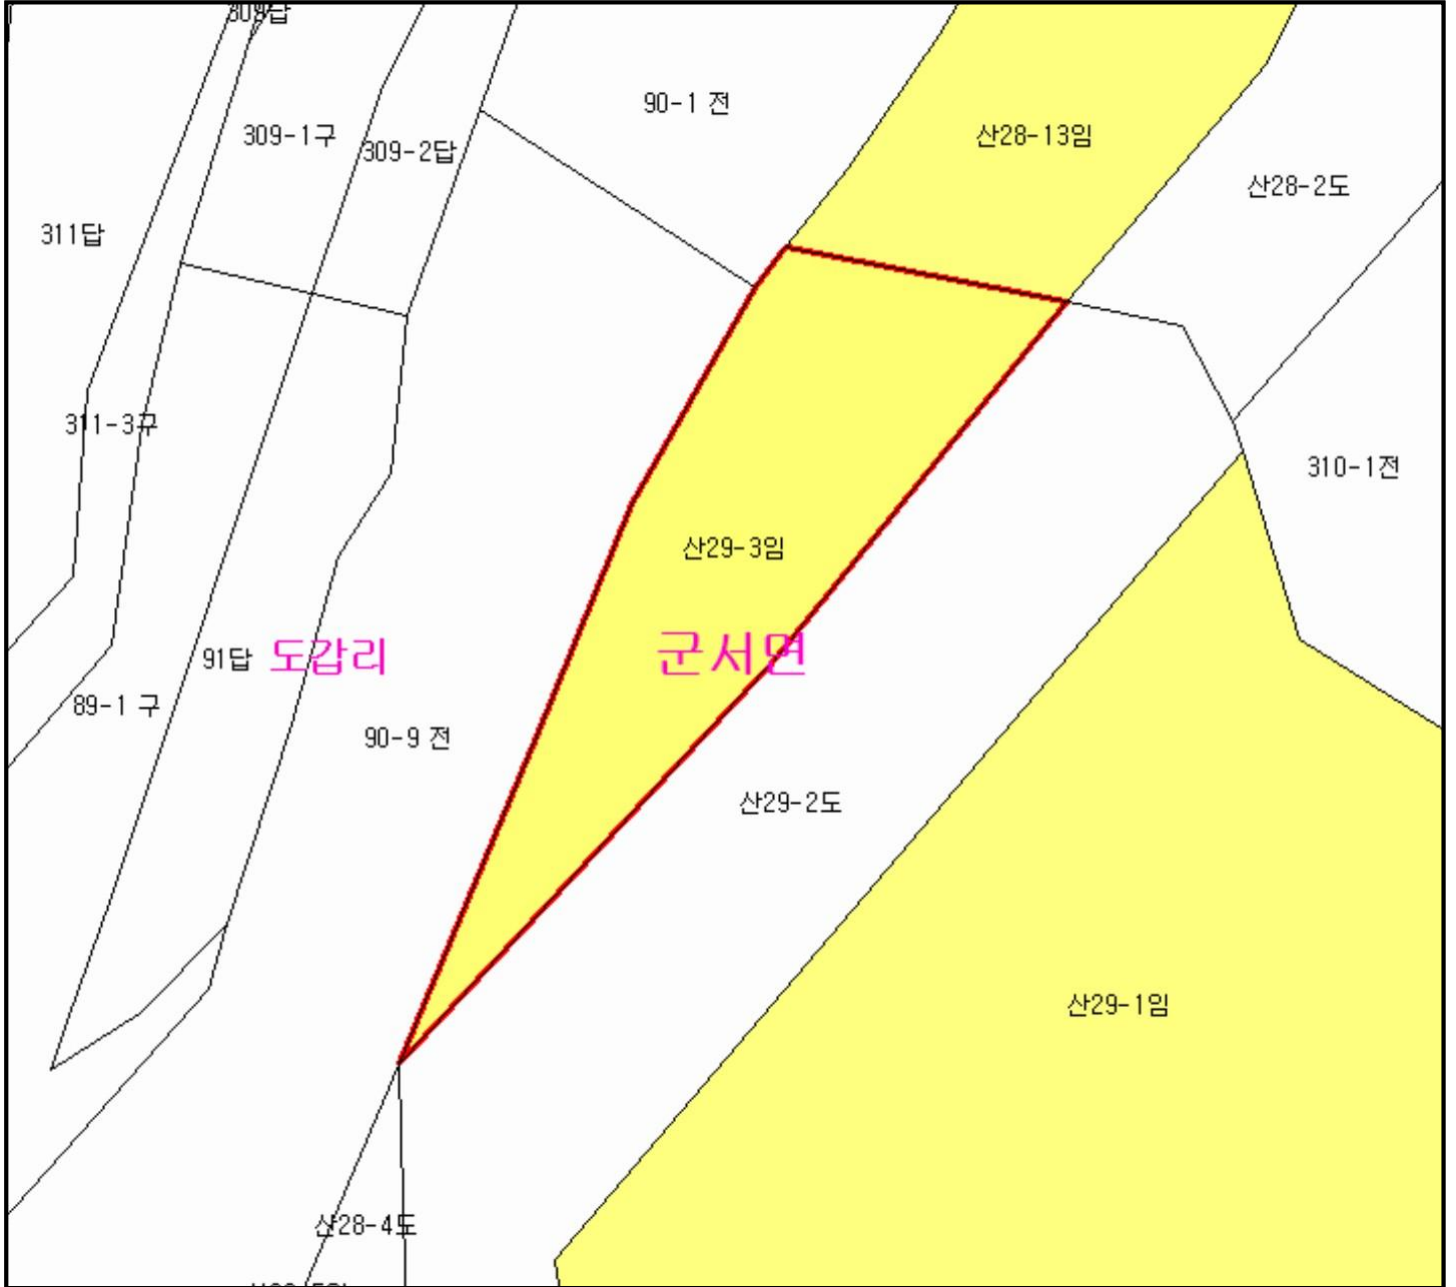 90-1 전
309-1구
산28-13임
309-2답
산28-2도
311답
311-3구
310-1전
산29-3임
91답
도갑리
군서면
89-1 구
90-9 전
산29-2도
산29-1임
산28-4도